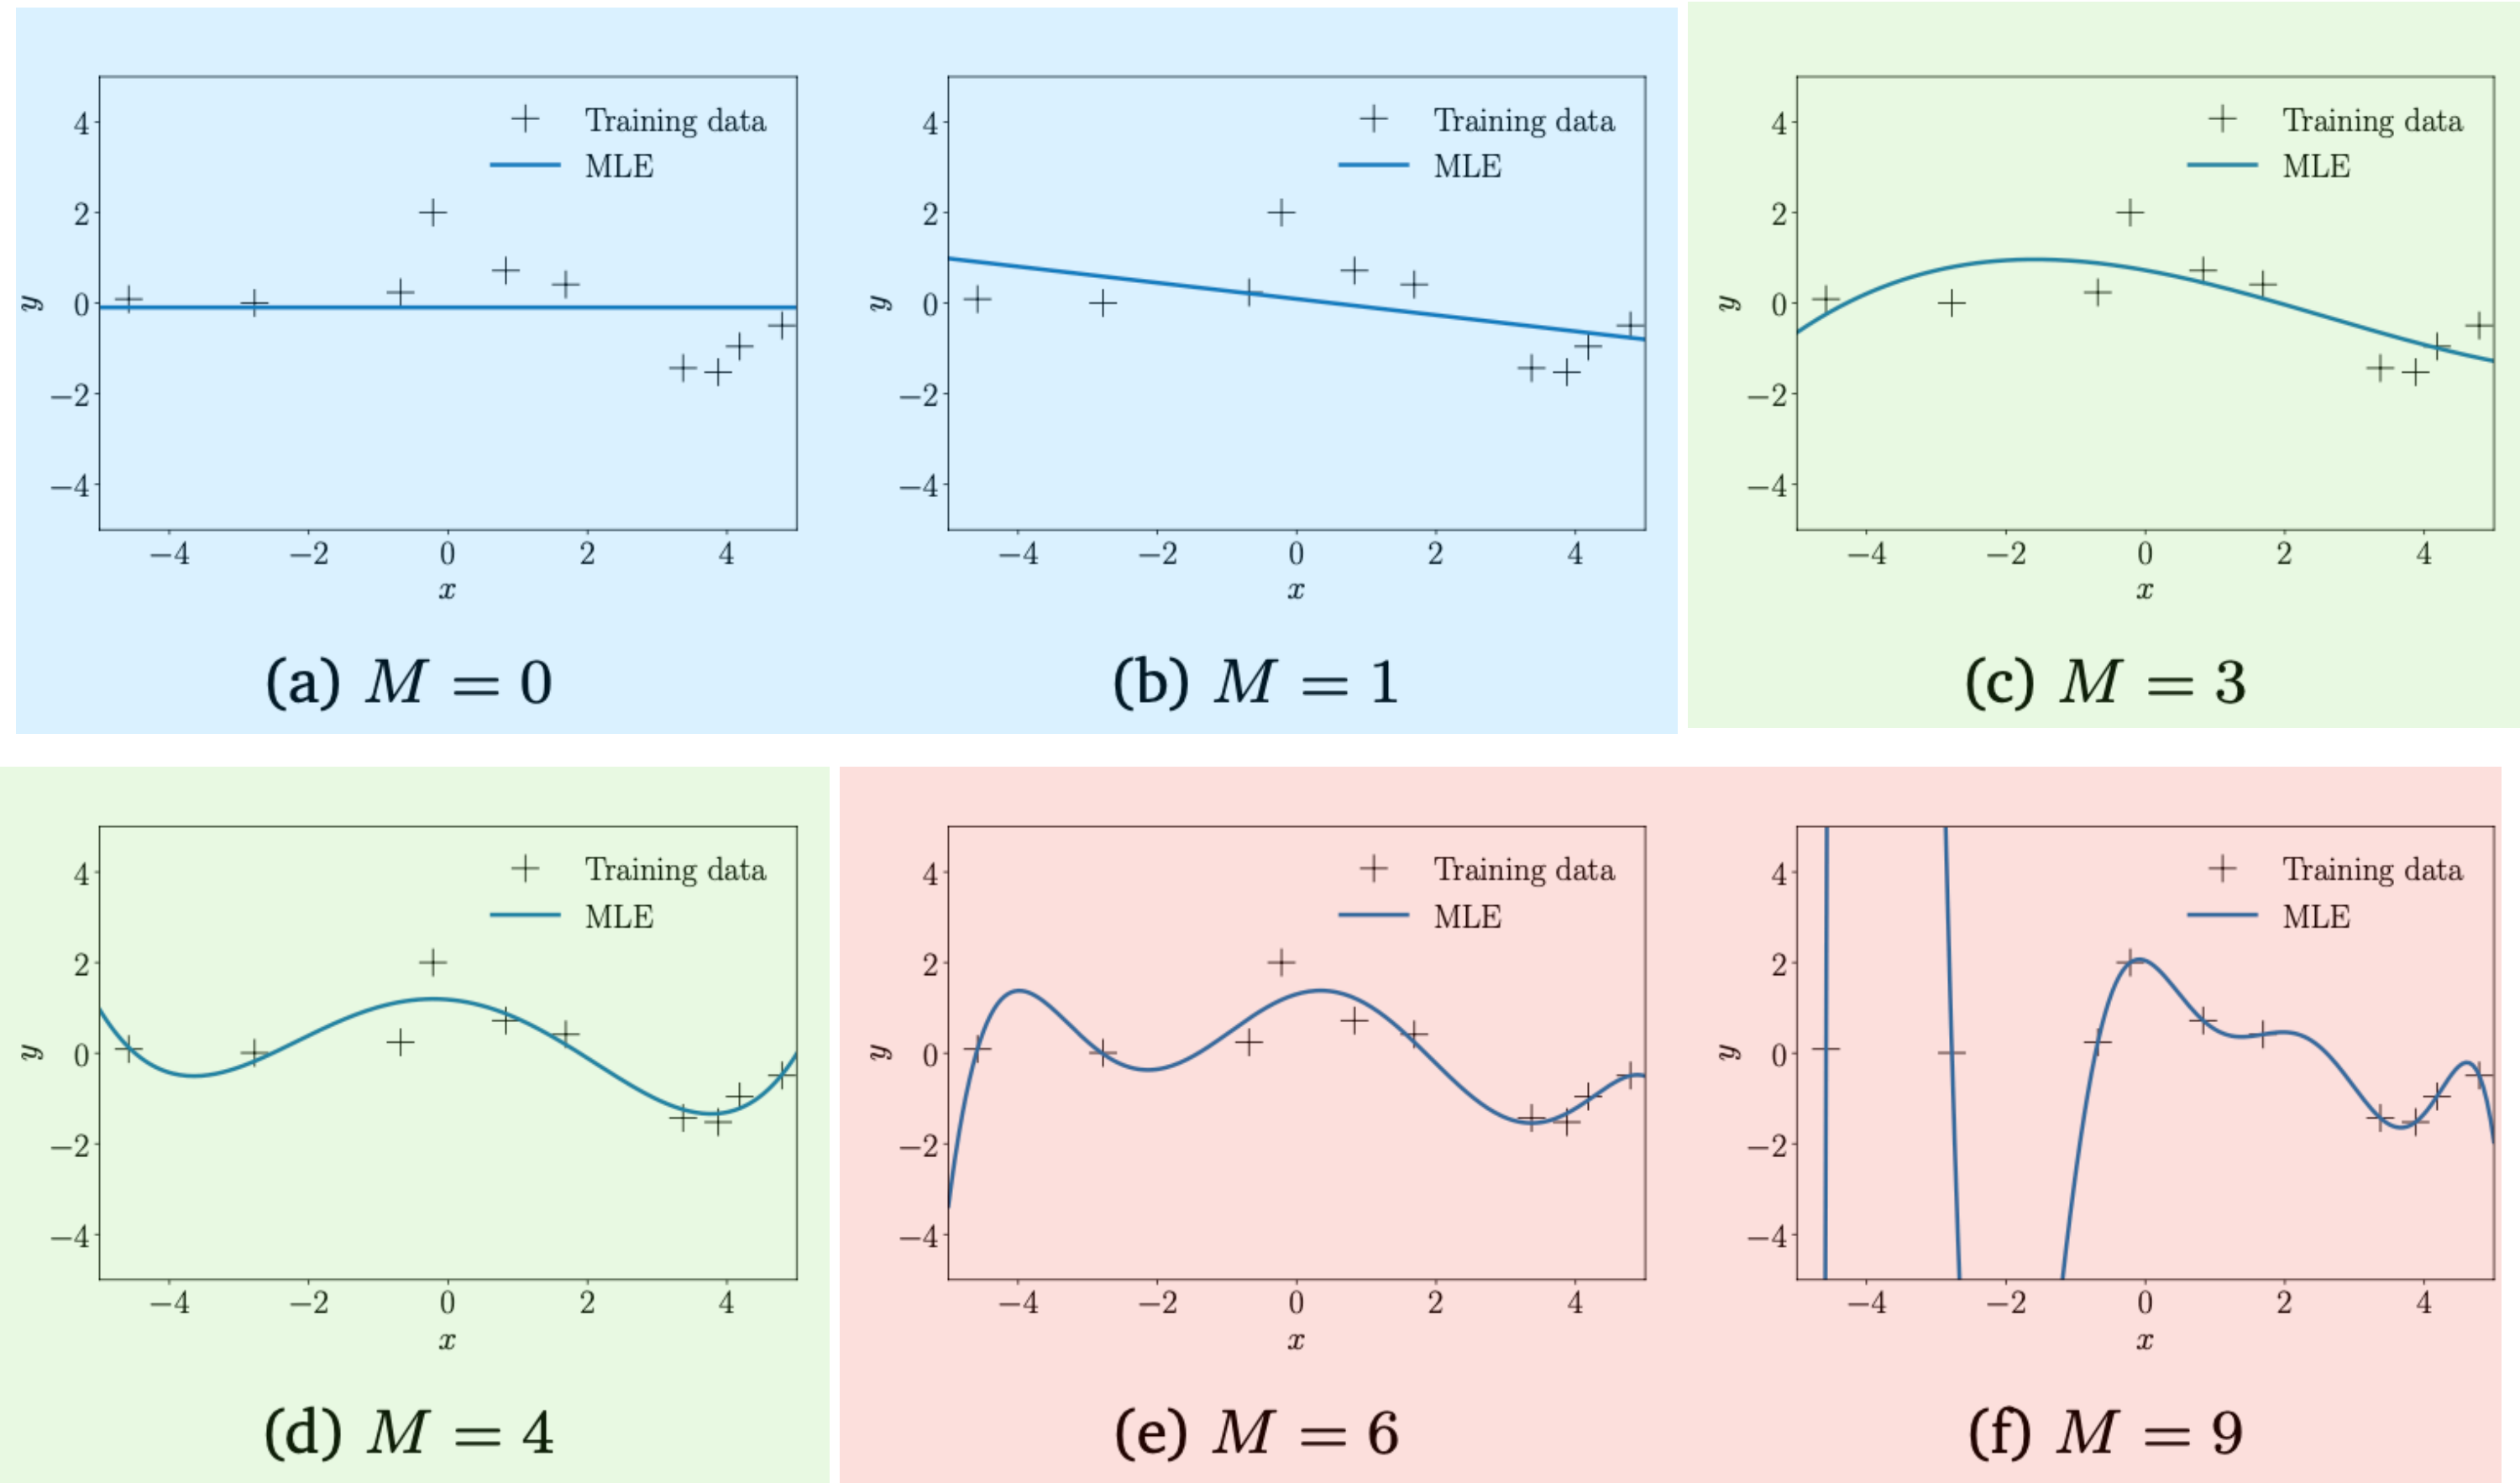 Training data
MLE
4
2
0
−2
−4
y
−4 −2 0 2 4
x
(a) M = 0
Training data
MLE
4
2
0
−2
−4
y
−4 −2 0 2 4
x
(b) M = 1
Training data
MLE
4
2
0
−2
−4
y
−4 −2 0 2 4
x
(c) M = 3
Training data
MLE
4
2
0
−2
−4
y
−4 −2 0 2 4
x
(d) M = 4
Training data
MLE
4
2
0
−2
−4
y
−4 −2 0 2 4
x
(e) M = 6
Training data
MLE
4
2
0
−2
−4
y
−4 −2 0 2 4
x
(f) M = 9